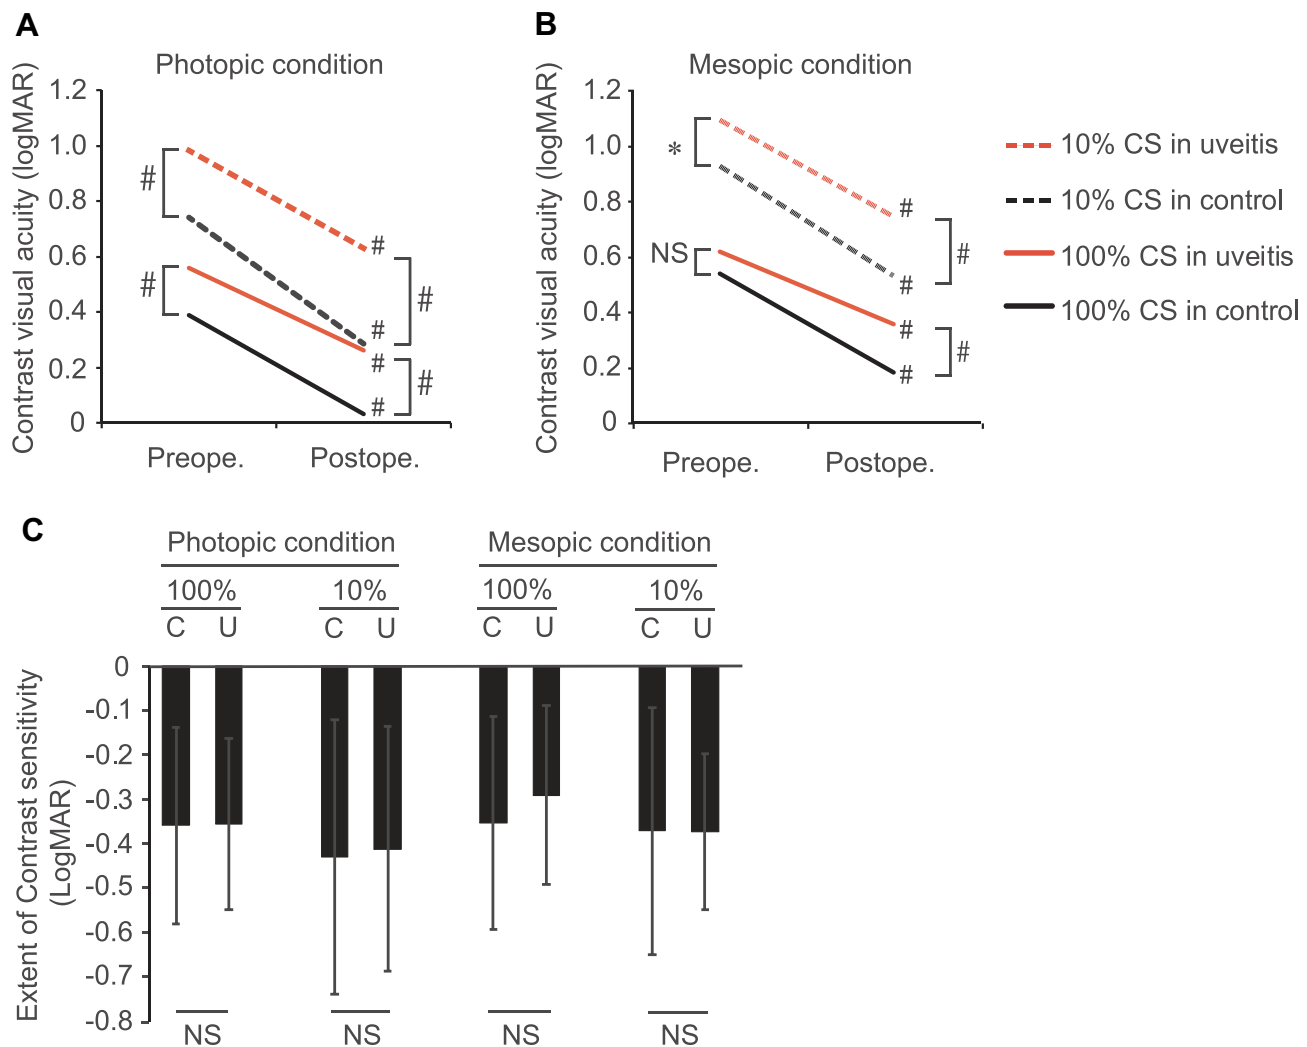 A
Photopic condition
Contrast visual acuity (logMAR)
1.2
1.0
0.8
0.6
0.4
0.2
0
#
#
#
#
#
#
#
#
Preope.
Postope.
B
Mesopic condition
Contrast visual acuity (logMAR)
1.2
1.0
0.8
0.6
0.4
0.2
0
*
NS
#
#
#
#
#
#
Preope.
Postope.
10% CS in uveitis
10% CS in control
100% CS in uveitis
100% CS in control
C
Photopic condition
Mesopic condition
100%
10%
100%
10%
C U
C U
C U
C U
Extent of Contrast sensitivity
(LogMAR)
0
-0.1
-0.2
-0.3
-0.4
-0.5
-0.6
-0.7
-0.8
NS
NS
NS
NS